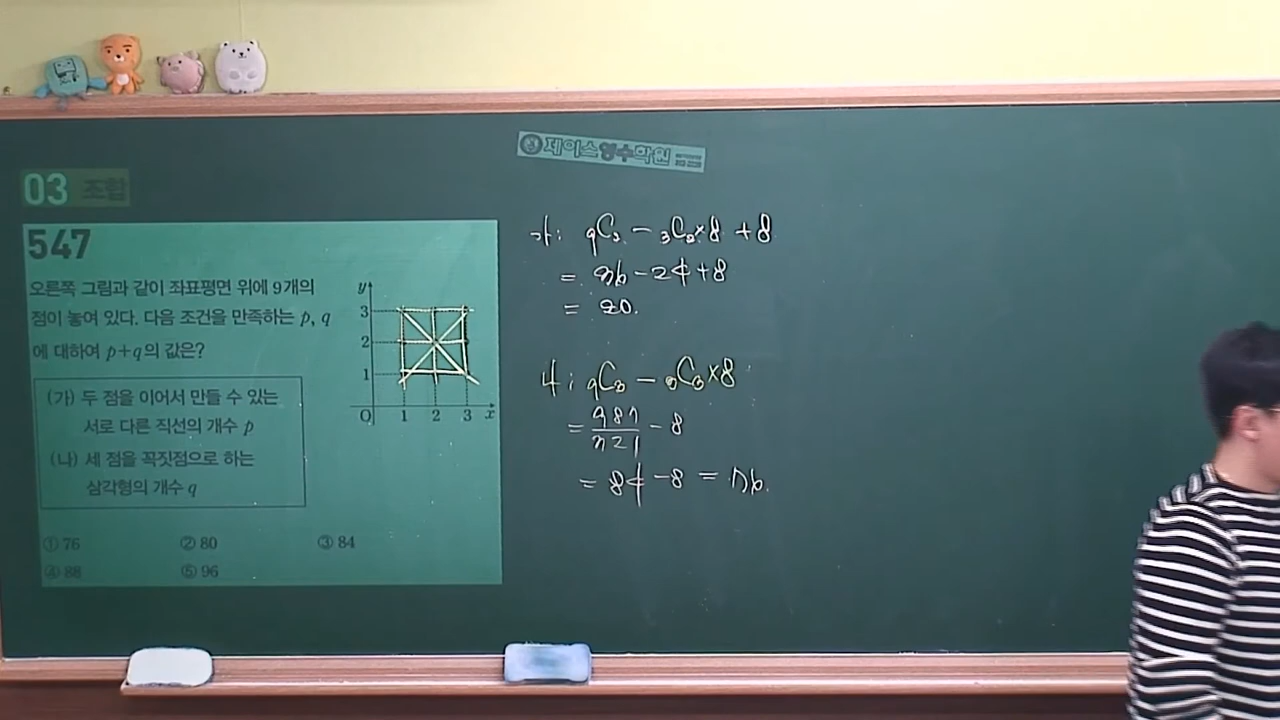 제이스영수학원
03 조합
547
오른쪽 그림과 같이 좌표평면 위에 9개의
점이 놓여 있다. 다음 조건을 만족하는 p, q
에 대하여 p+q의 값은?
(가) 두 점을 이어서 만들 수 있는
서로 다른 직선의 개수 p
(나) 세 점을 꼭짓점으로 하는
삼각형의 개수 q
① 76 ② 80 ③ 84
④ 88 ⑤ 96
y
3
2
1
O 1 2 3 x
가: ₉C₂ - ₃C₂×8 +8
= 36 - 24 + 8
= 20.
나: ₉C₃ - ₃C₃×8
= 987/321 - 8
= 84 - 8 = 76.